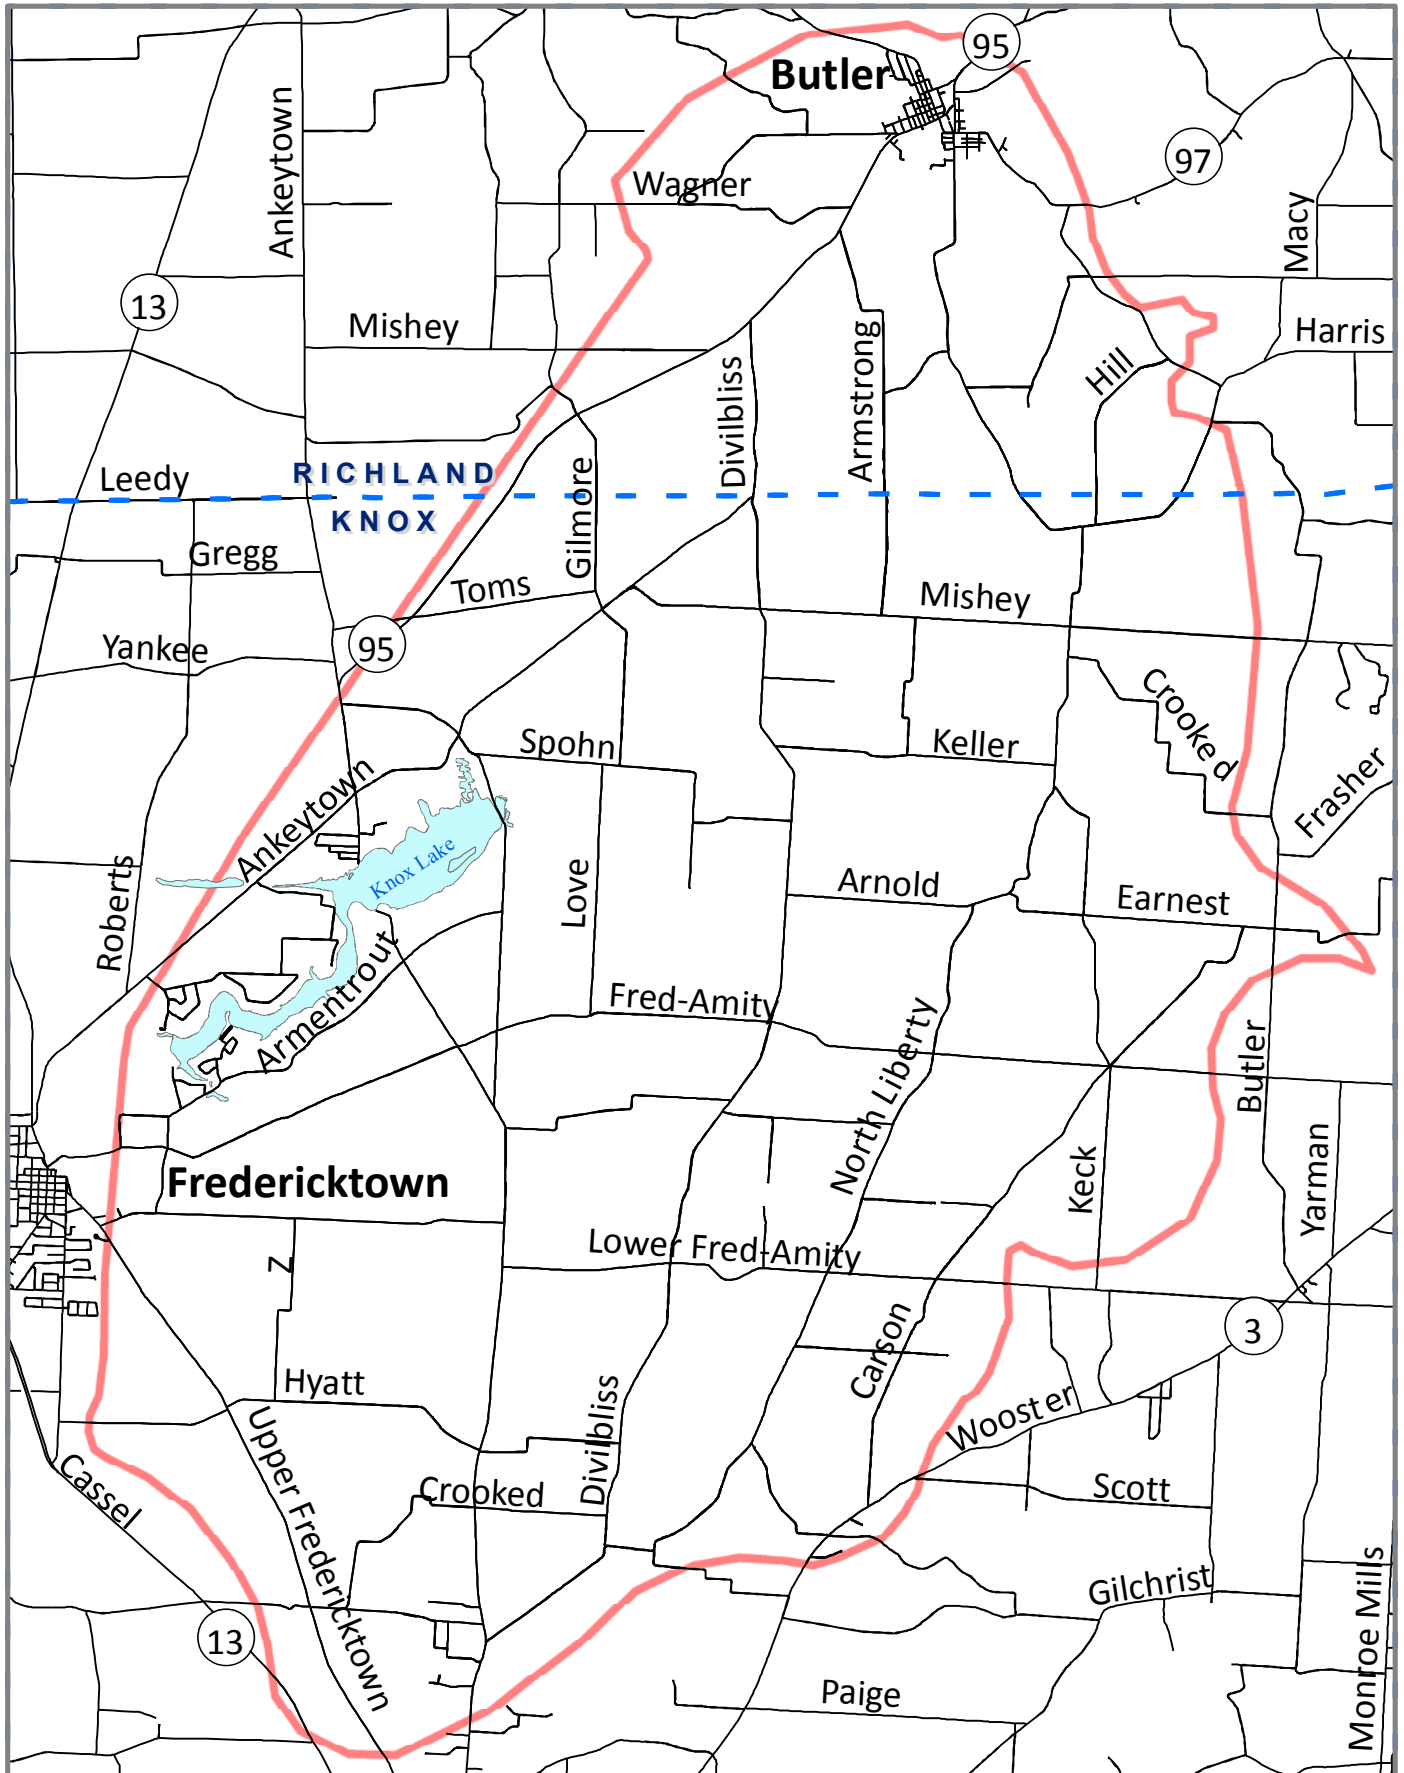 95
Butler
97
Wagner
Ankeytown
Macy
13
Mishey
Harris
Divilbliss
Armstrong
Hill
Leedy
RICHLAND
KNOX
Gilmore
Gregg
Toms
Mishey
95
Yankee
Crooked
Spohn
Keller
Ankeytown
Frasher
Knox Lake
Roberts
Love
Arnold
Earnest
Armentrout
Fred-Amity
North Liberty
Butler
Fredericktown
Keck
Yarman
Lower Fred-Amity
Z
3
Carson
Hyatt
Divilbliss
Wooster
Upper Fredericktown
Cassel
Crooked
Scott
Gilchrist
13
Monroe Mills
Paige